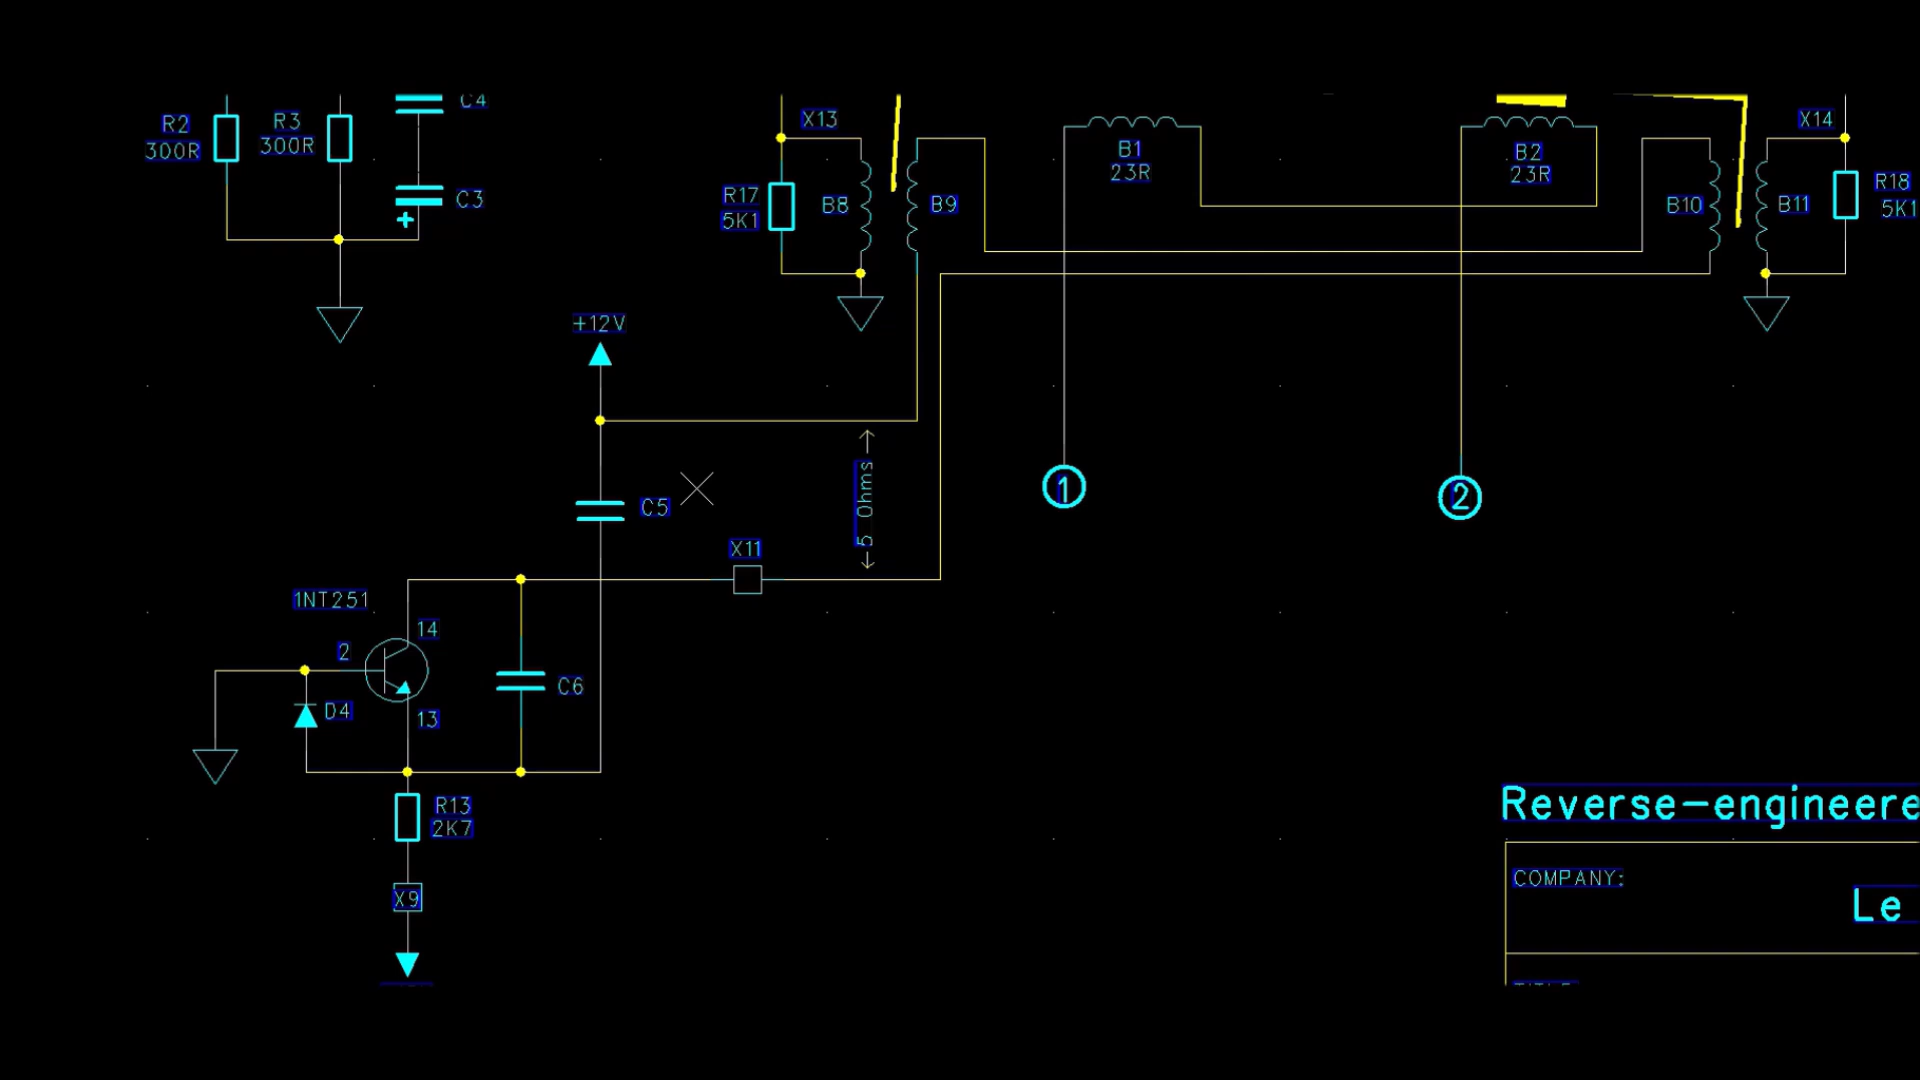 C4
R2
300R
R3
300R
C3
X13
R17
5K1
B8
B9
B1
23R
B2
23R
B10
B11
X14
R18
5K1
+12V
C5
5 Ohms
1
2
X11
1NT251
14
2
13
D4
C6
R13
2K7
X9
Reverse-engineere
COMPANY:
Le